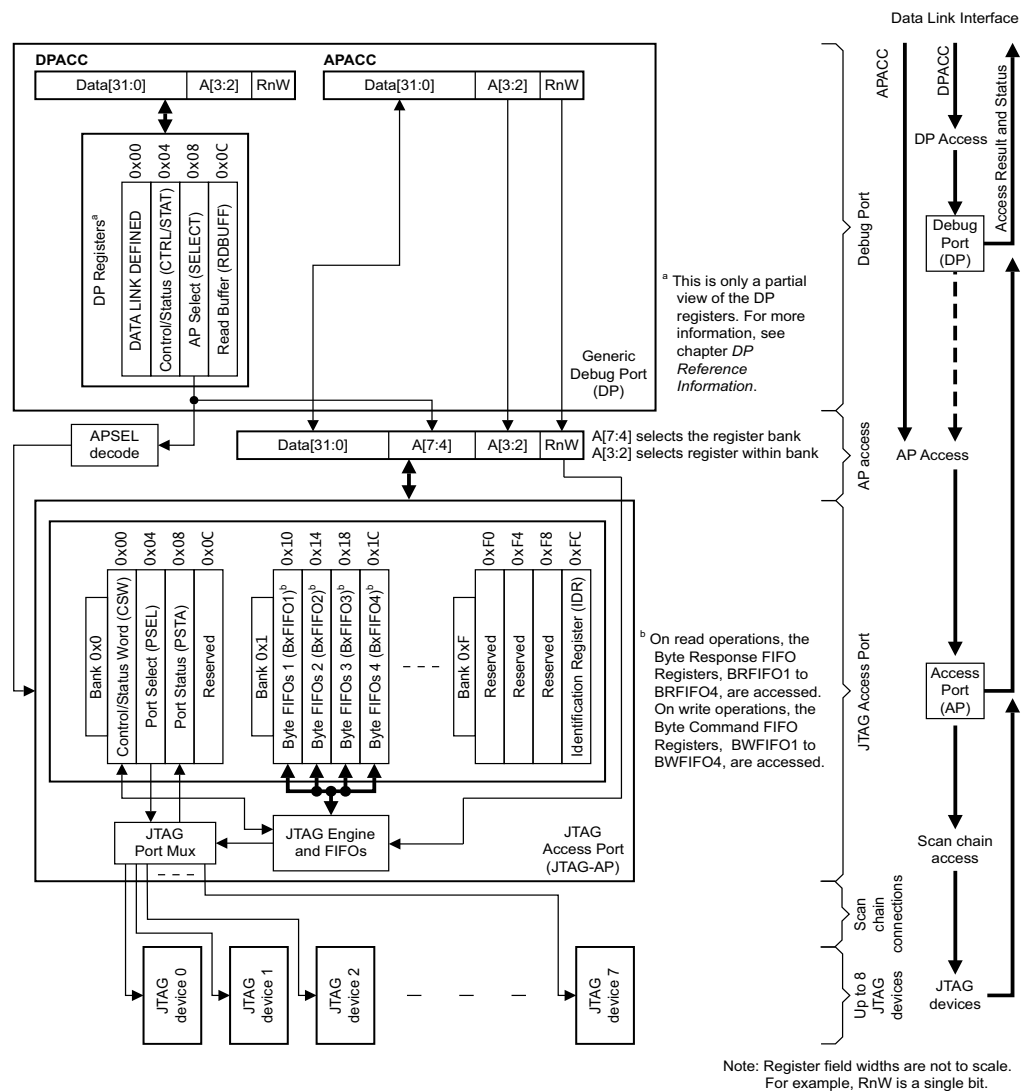 Data Link Interface
DPACC
Data[31:0] A[3:2] RnW
APACC
Data[31:0] A[3:2] RnW
DP Registersa
0x00
0x04
0x08
0x0C
DATA LINK DEFINED
Control/Status (CTRL/STAT)
AP Select (SELECT)
Read Buffer (RDBUFF)
Generic
Debug Port
(DP)
a This is only a partial
view of the DP
registers. For more
information, see
chapter DP
Reference
Information.
Debug Port
APACC
DPACC
DP Access
Access Result and Status
Debug
Port
(DP)
APSEL
decode
Data[31:0] A[7:4] A[3:2] RnW
A[7:4] selects the register bank
A[3:2] selects register within bank
AP access
AP Access
Bank 0x0
0x00
0x04
0x08
0x0C
Control/Status Word (CSW)
Port Select (PSEL)
Port Status (PSTA)
Reserved
Bank 0x1
0x10
0x14
0x18
0x1C
Byte FIFOs 1 (BxFIFO1)b
Byte FIFOs 2 (BxFIFO2)b
Byte FIFOs 3 (BxFIFO3)b
Byte FIFOs 4 (BxFIFO4)b
Bank 0xF
0xF0
0xF4
0xF8
0xFC
Reserved
Reserved
Reserved
Identification Register (IDR)
b On read operations, the
Byte Response FIFO
Registers, BRFIFO1 to
BRFIFO4, are accessed.
On write operations, the
Byte Command FIFO
Registers, BWFIFO1 to
BWFIFO4, are accessed.
JTAG Access Port
Access
Port
(AP)
JTAG
Port Mux
JTAG Engine
and FIFOs
JTAG
Access Port
(JTAG-AP)
Scan chain
access
Scan
chain
connections
JTAG
device 0
JTAG
device 1
JTAG
device 2
JTAG
device 7
Up to 8
JTAG
devices
JTAG
devices
Note: Register field widths are not to scale.
For example, RnW is a single bit.